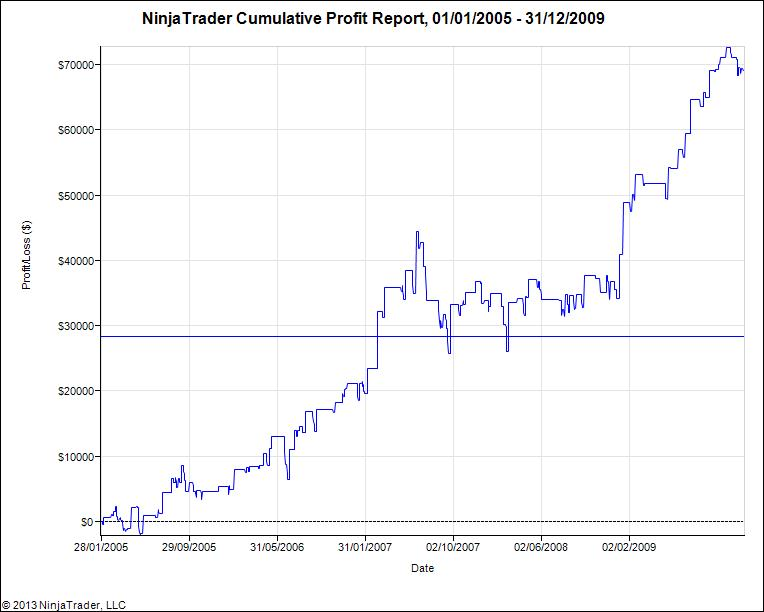 NinjaTrader Cumulative Profit Report, 01/01/2005 - 31/12/2009
Profit/Loss ($)
$70000
$60000
$50000
$40000
$30000
$20000
$10000
$0
28/01/2005 29/09/2005 31/05/2006 31/01/2007 02/10/2007 02/06/2008 02/02/2009
Date
© 2013 NinjaTrader, LLC